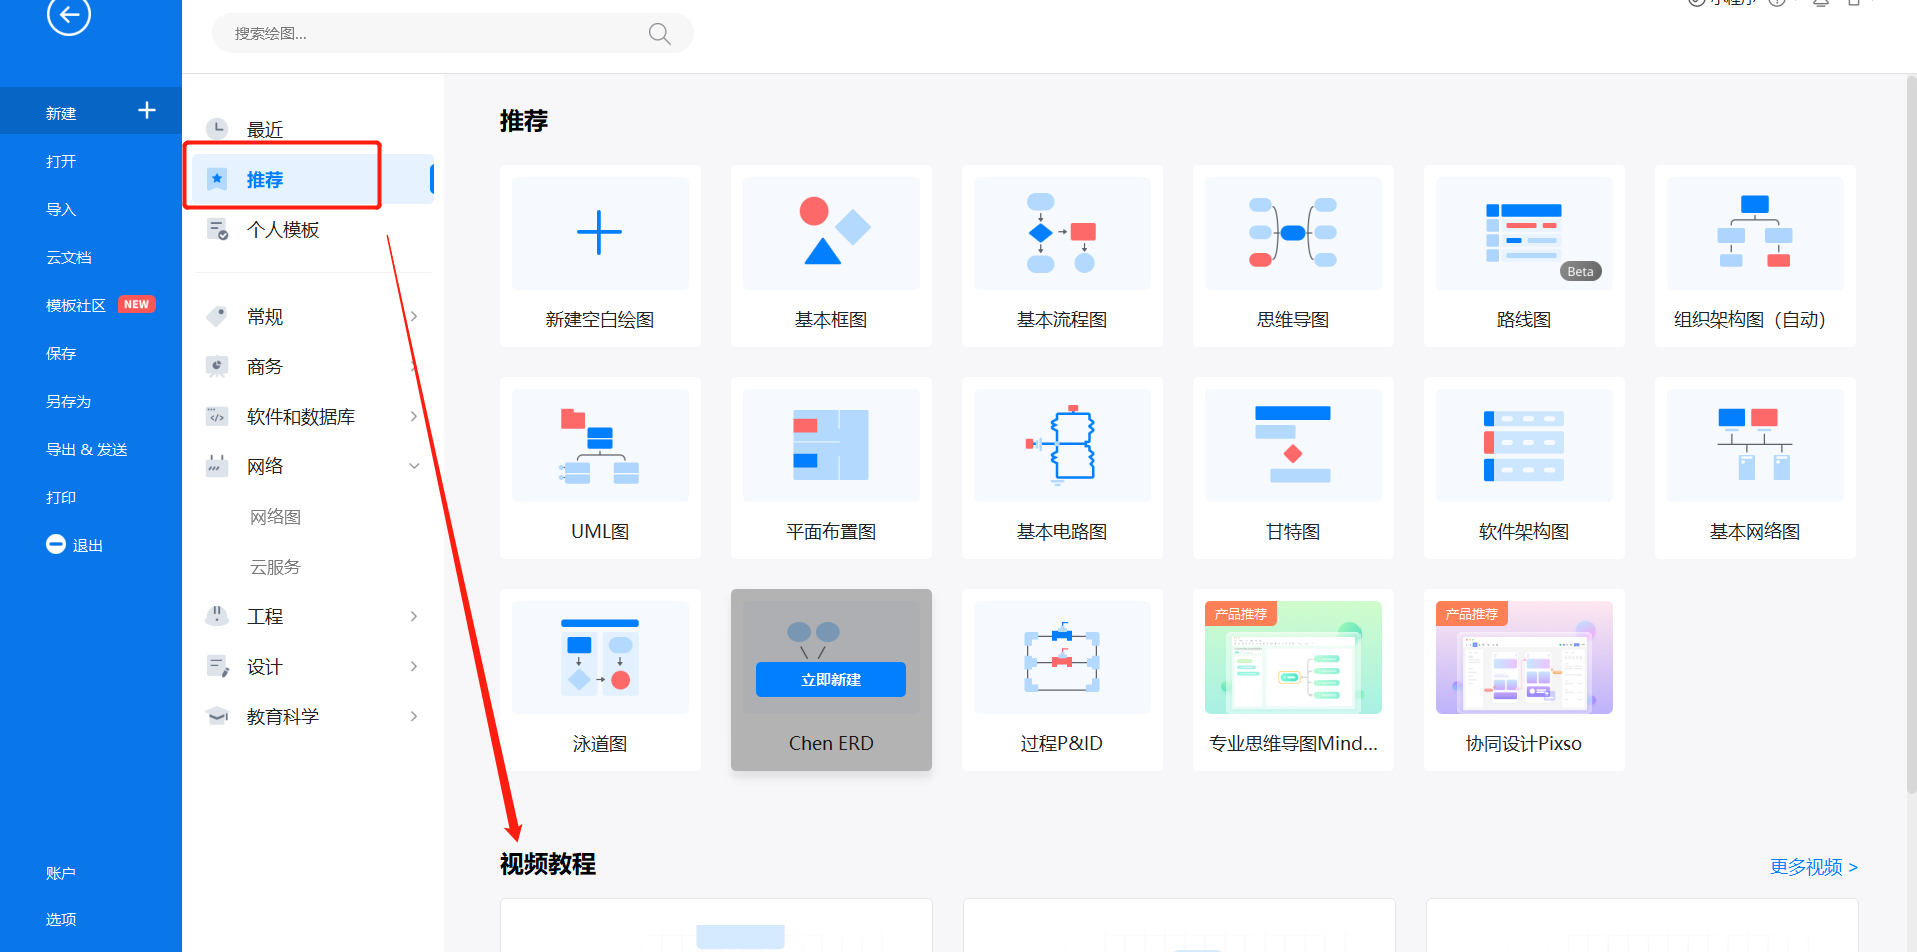 小程序
搜索绘图...
新建
打开
导入
云文档
模板社区 NEW
保存
另存为
导出 & 发送
打印
退出
账户
选项
最近
推荐
个人模板
常规
商务
软件和数据库
网络
网络图
云服务
工程
设计
教育科学
推荐
新建空白绘图
基本框图
基本流程图
思维导图
Beta
路线图
组织架构图（自动）
UML图
平面布置图
基本电路图
甘特图
软件架构图
基本网络图
泳道图
立即新建
Chen ERD
过程P&ID
产品推荐
专业思维导图Mind...
产品推荐
协同设计Pixso
视频教程
更多视频 >